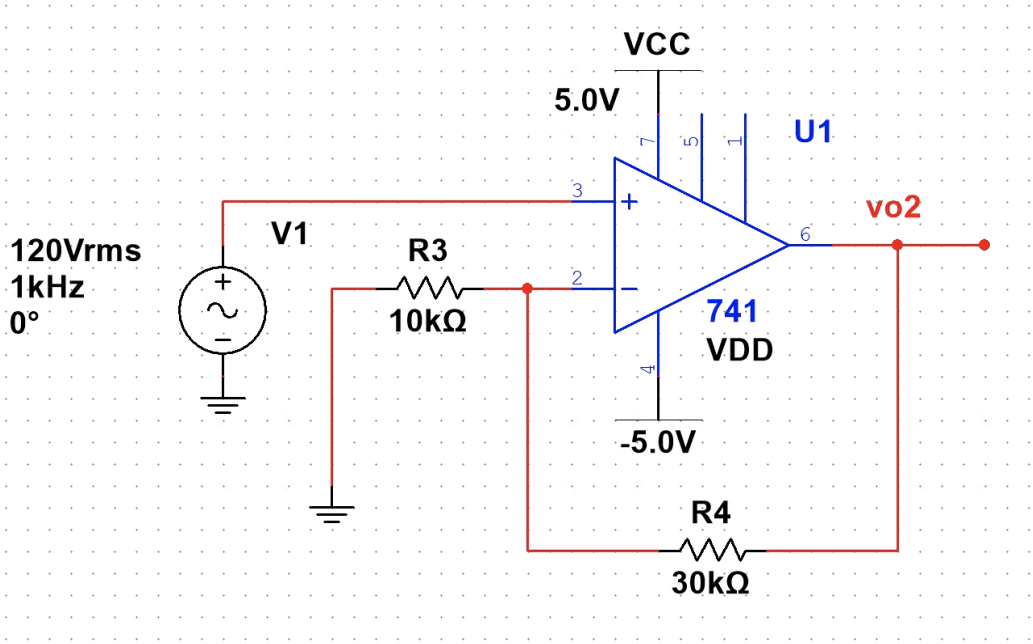 VCC
5.0V
7
5
1
U1
3
+
vo2
120Vrms
1kHz
0°
V1
+
−
R3
10kΩ
2
−
6
741
VDD
4
-5.0V
R4
30kΩ